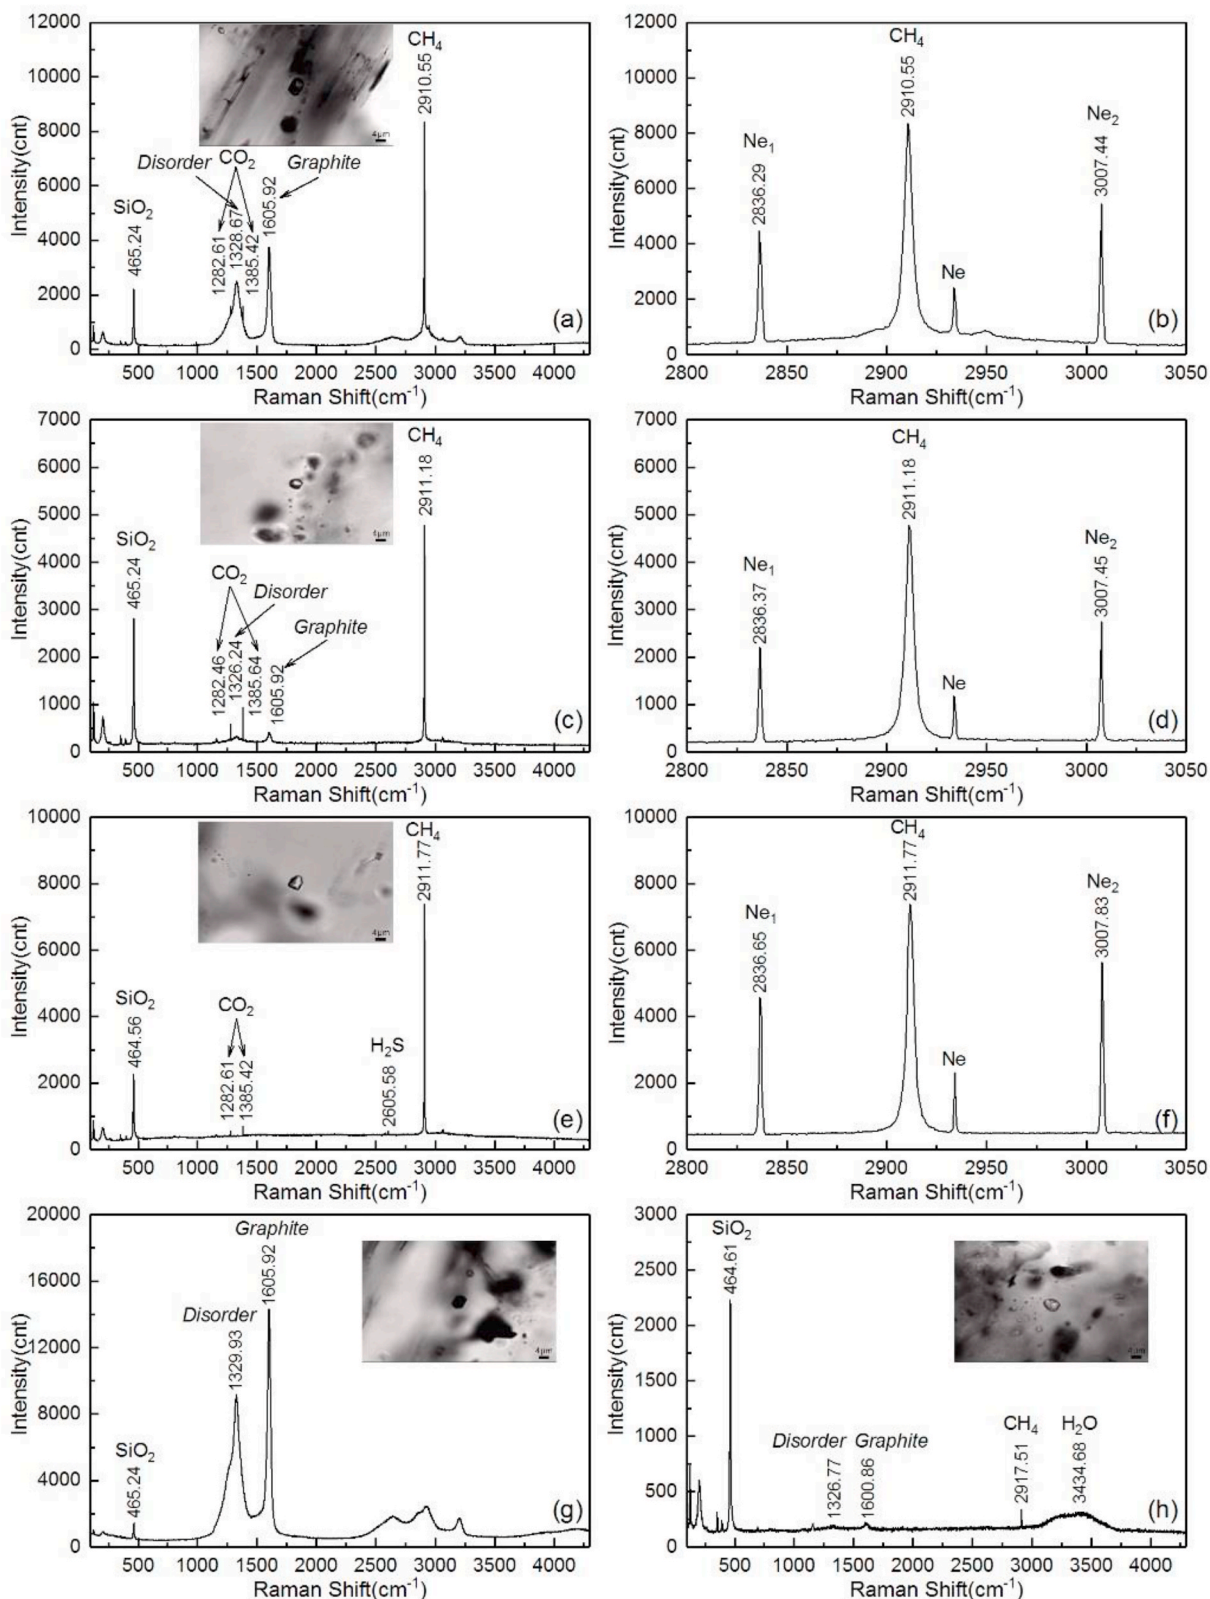 12000
10000
8000
6000
4000
2000
0
Intensity(cnt)
4μm
CH4
2910.55
Disorder
CO2
Graphite
SiO2
465.24
1282.61
1328.67
1385.42
1605.92
(a)
500 1000 1500 2000 2500 3000 3500 4000
Raman Shift(cm-1)
12000
10000
8000
6000
4000
2000
0
Intensity(cnt)
CH4
2910.55
Ne1
2836.29
Ne
Ne2
3007.44
(b)
2800 2850 2900 2950 3000 3050
Raman Shift(cm-1)
7000
6000
5000
4000
3000
2000
1000
0
Intensity(cnt)
4μm
CH4
2911.18
SiO2
465.24
CO2
Disorder
Graphite
1282.46
1326.24
1385.64
1605.92
(c)
500 1000 1500 2000 2500 3000 3500 4000
Raman Shift(cm-1)
7000
6000
5000
4000
3000
2000
1000
0
Intensity(cnt)
CH4
2911.18
Ne1
2836.37
Ne
Ne2
3007.45
(d)
2800 2850 2900 2950 3000 3050
Raman Shift(cm-1)
10000
8000
6000
4000
2000
0
Intensity(cnt)
4μm
CH4
2911.77
SiO2
464.56
CO2
1282.61
1385.42
H2S
2605.58
(e)
500 1000 1500 2000 2500 3000 3500 4000
Raman Shift(cm-1)
10000
8000
6000
4000
2000
0
Intensity(cnt)
CH4
2911.77
Ne1
2836.65
Ne
Ne2
3007.83
(f)
2800 2850 2900 2950 3000 3050
Raman Shift(cm-1)
20000
16000
12000
8000
4000
0
Intensity(cnt)
Graphite
1605.92
4μm
Disorder
1329.93
SiO2
465.24
(g)
500 1000 1500 2000 2500 3000 3500 4000
Raman Shift(cm-1)
3000
2500
2000
1500
1000
500
0
Intensity(cnt)
SiO2
464.61
4μm
Disorder
1326.77
Graphite
1600.86
CH4
2917.51
H2O
3434.68
(h)
500 1000 1500 2000 2500 3000 3500 4000
Raman Shift(cm-1)